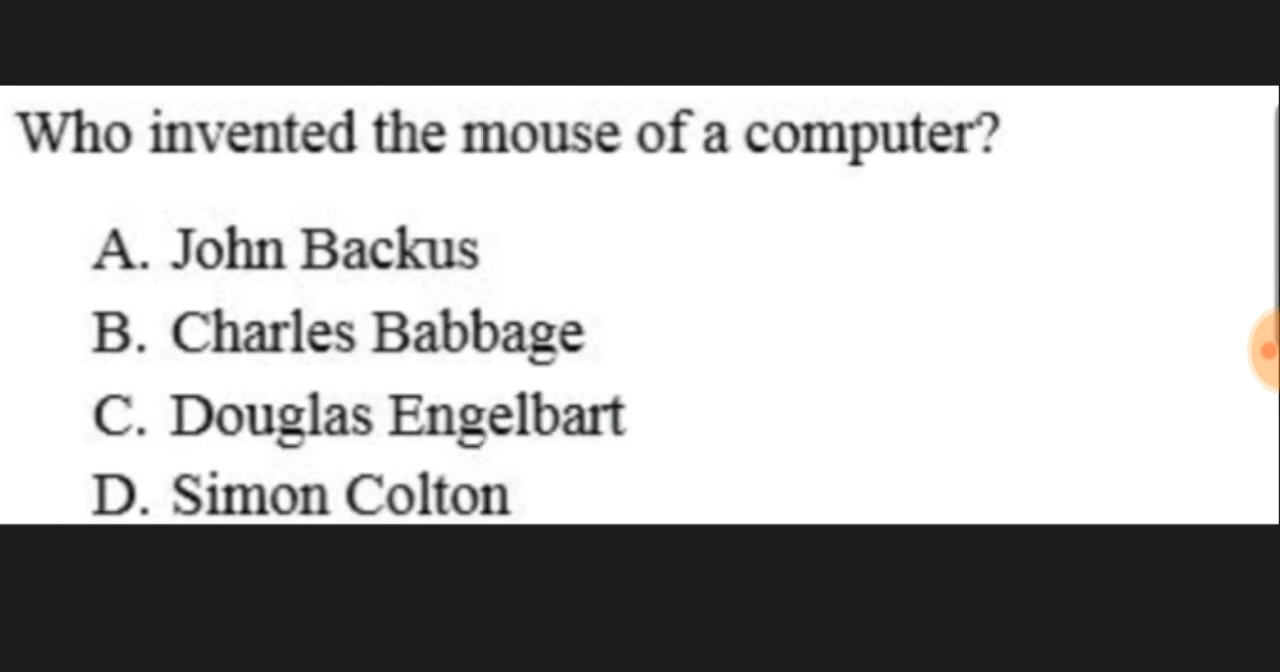 Who invented the mouse of a computer?
A. John Backus
B. Charles Babbage
C. Douglas Engelbart
D. Simon Colton